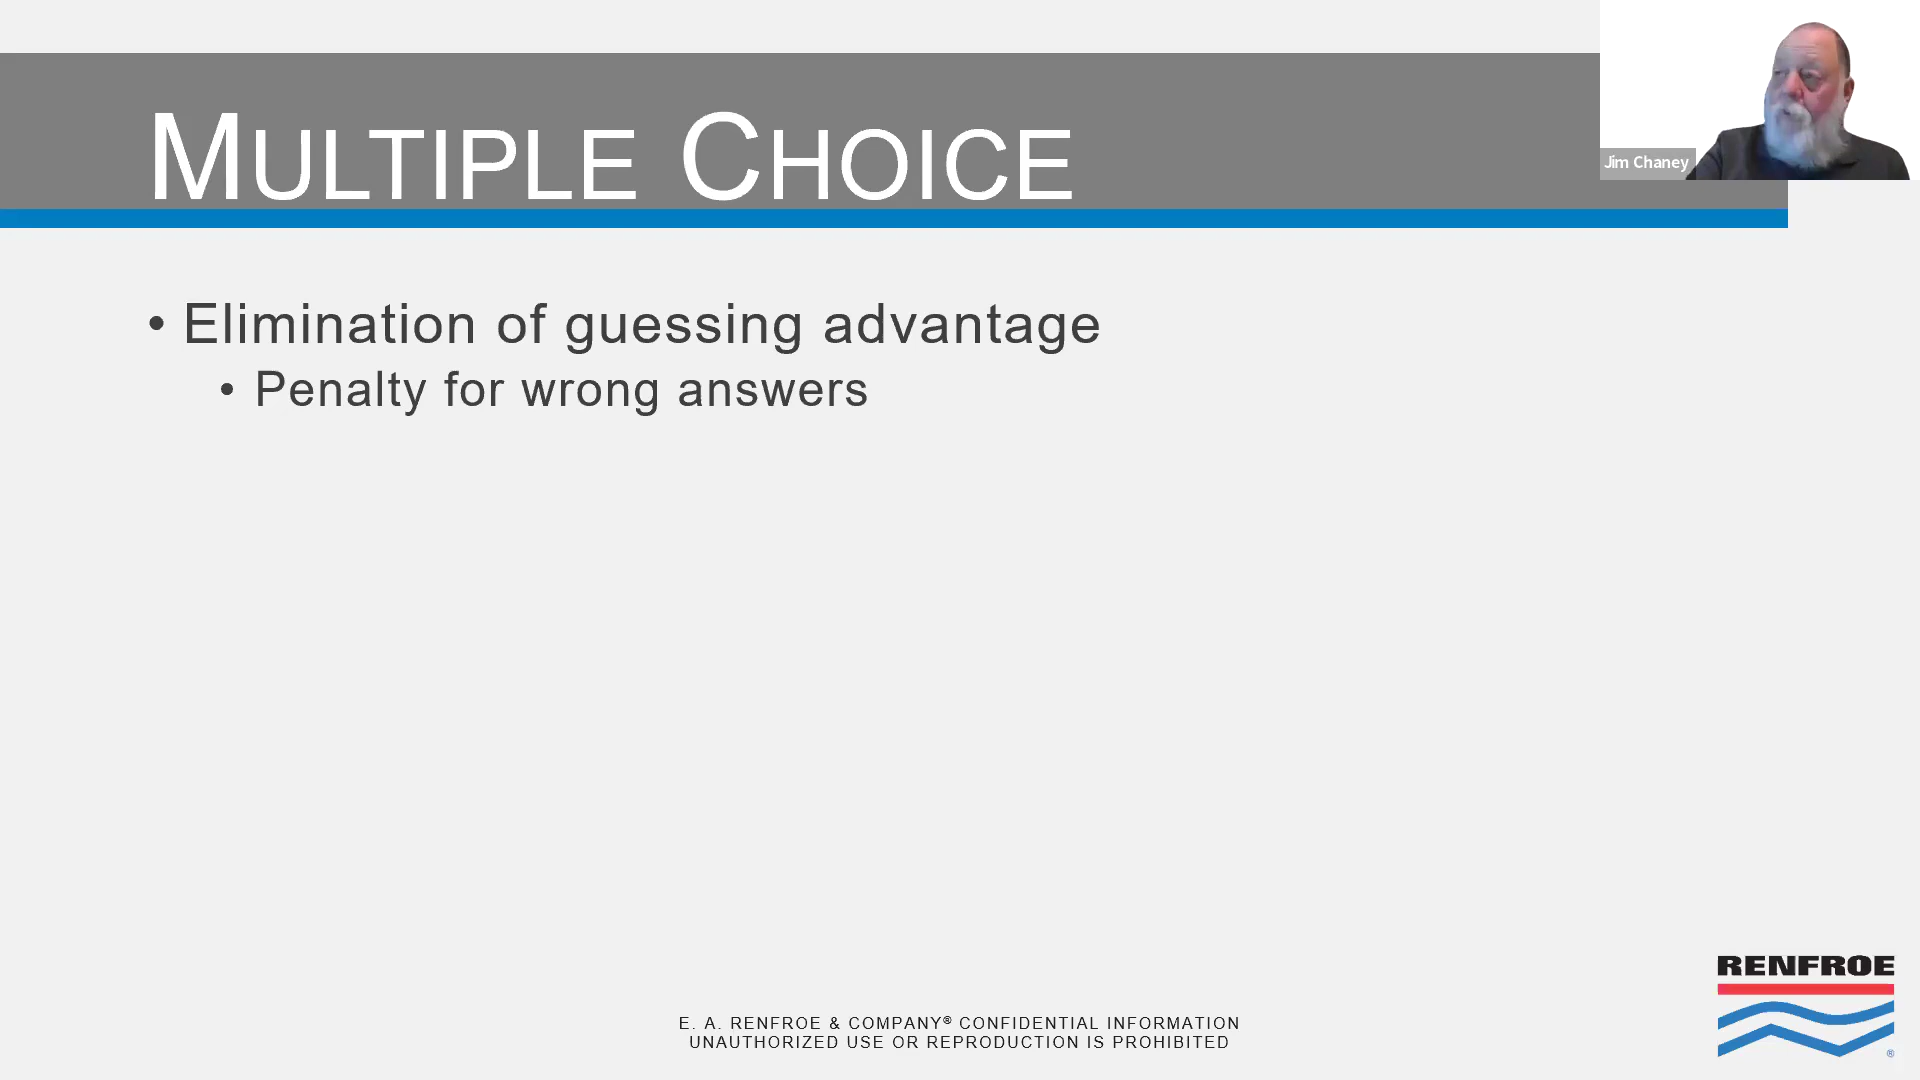 MULTIPLE CHOICE
Jim Chaney
• Elimination of guessing advantage
• Penalty for wrong answers
RENFROE
®
E. A. RENFROE & COMPANY® CONFIDENTIAL INFORMATION
UNAUTHORIZED USE OR REPRODUCTION IS PROHIBITED